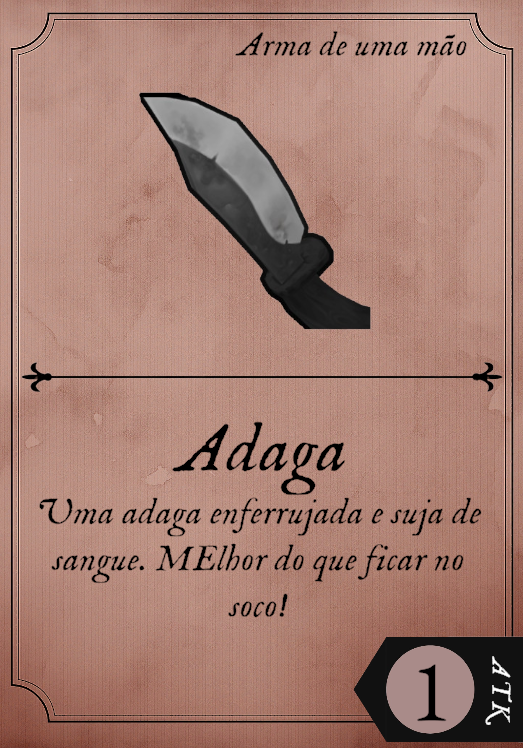 Arma de uma mão
Adaga
Uma adaga enferrujada e suja de
sangue. MElhor do que ficar no
soco!
1
ATK